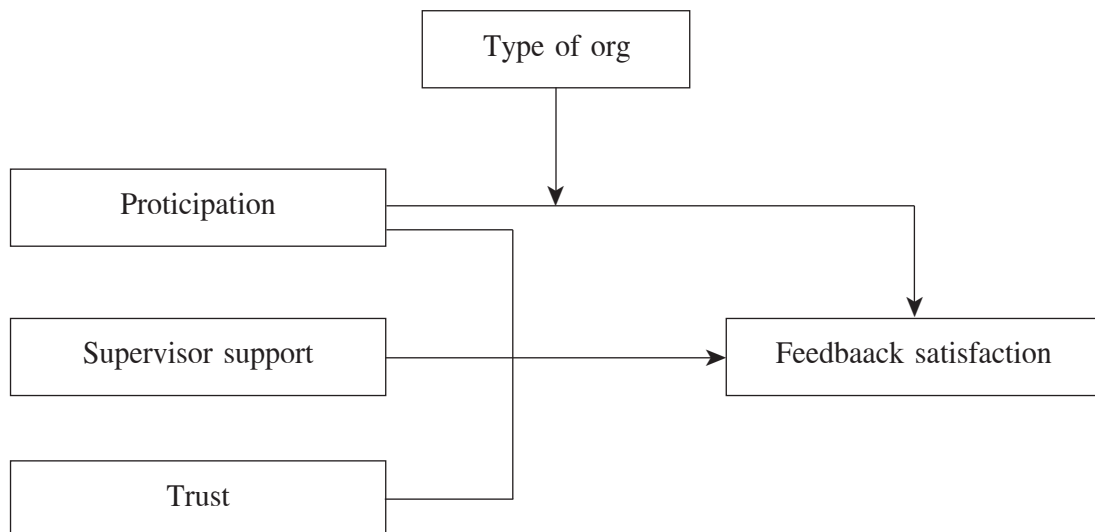 Type of org
Proticipation
Supervisor support
Feedbaack satisfaction
Trust